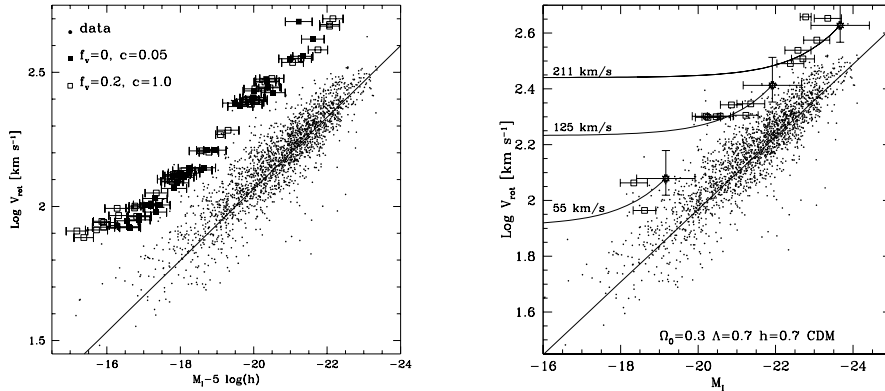 data
f_v=0, c=0.05
f_v=0.2, c=1.0
Log V_rot [km s⁻¹]
2.5
2
1.5
−16 −18 −20 −22 −24
M_I−5 log(h)
211 km/s
125 km/s
55 km/s
Log V_rot [km s⁻¹]
2.6
2.4
2.2
2
1.8
1.6
−16 −18 −20 −22 −24
M_I
Ω_0=0.3 Λ=0.7 h=0.7 CDM